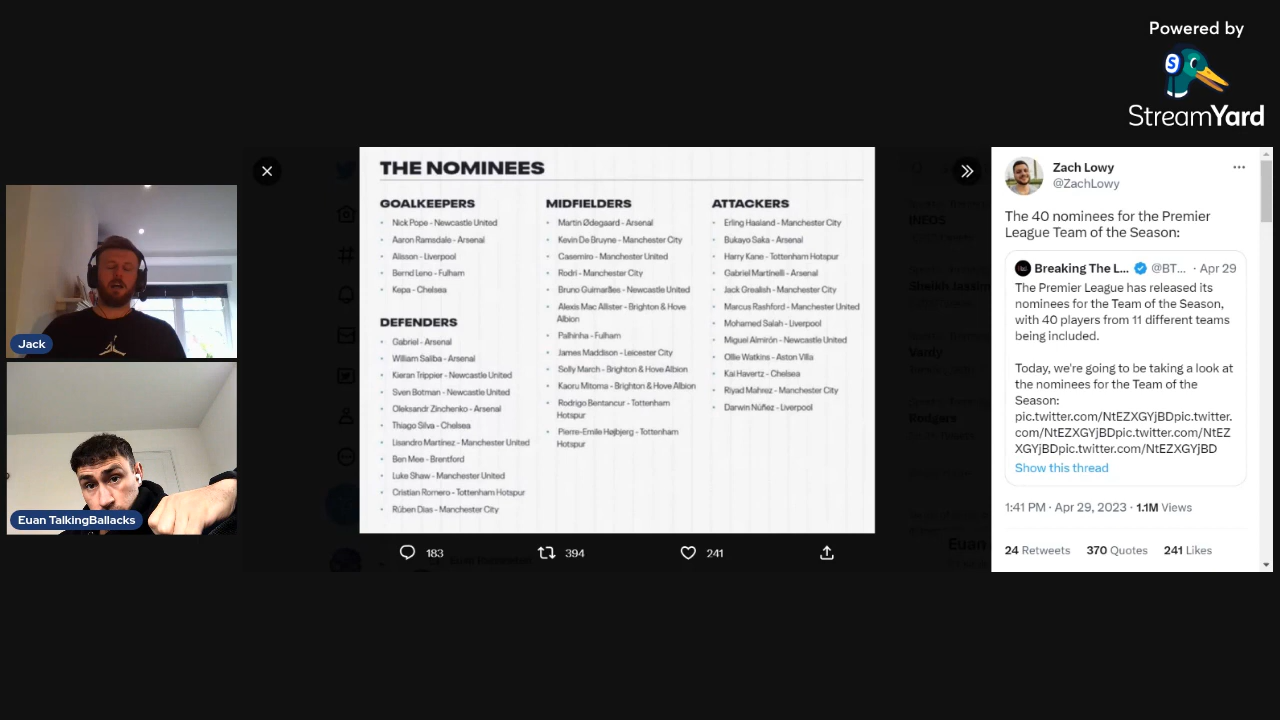 Powered by
S
StreamYard
Jack
Euan TalkingBallacks
THE NOMINEES
GOALKEEPERS
Nick Pope - Newcastle United
Aaron Ramsdale - Arsenal
Alisson - Liverpool
Bernd Leno - Fulham
Kepa - Chelsea
DEFENDERS
Gabriel - Arsenal
William Saliba - Arsenal
Kieran Trippier - Newcastle United
Sven Botman - Newcastle United
Oleksandr Zinchenko - Arsenal
Thiago Silva - Chelsea
Lisandro Martinez - Manchester United
Ben Mee - Brentford
Luke Shaw - Manchester United
Cristian Romero - Tottenham Hotspur
Rúben Dias - Manchester City
MIDFIELDERS
Martin Ødegaard - Arsenal
Kevin De Bruyne - Manchester City
Casemiro - Manchester United
Rodri - Manchester City
Bruno Guimarães - Newcastle United
Alexis Mac Allister - Brighton & Hove
Albion
Palhinha - Fulham
James Maddison - Leicester City
Solly March - Brighton & Hove Albion
Kaoru Mitoma - Brighton & Hove Albion
Rodrigo Bentancur - Tottenham
Hotspur
Pierre-Emile Højbjerg - Tottenham
Hotspur
ATTACKERS
Erling Haaland - Manchester City
Bukayo Saka - Arsenal
Harry Kane - Tottenham Hotspur
Gabriel Martinelli - Arsenal
Jack Grealish - Manchester City
Marcus Rashford - Manchester United
Mohamed Salah - Liverpool
Miguel Almirón - Newcastle United
Ollie Watkins - Aston Villa
Kai Havertz - Chelsea
Riyad Mahrez - Manchester City
Darwin Núñez - Liverpool
183
394
241
Zach Lowy
@ZachLowy
The 40 nominees for the Premier
League Team of the Season:
Breaking The L... @BT... · Apr 29
The Premier League has released its
nominees for the Team of the Season,
with 40 players from 11 different teams
being included.
Today, we're going to be taking a look at
the nominees for the Team of the
Season:
pic.twitter.com/NtEZXGYjBDpic.twitter.
com/NtEZXGYjBDpic.twitter.com/NtEZ
XGYjBDpic.twitter.com/NtEZXGYjBD
Show this thread
1:41 PM · Apr 29, 2023 · 1.1M Views
24 Retweets 370 Quotes 241 Likes